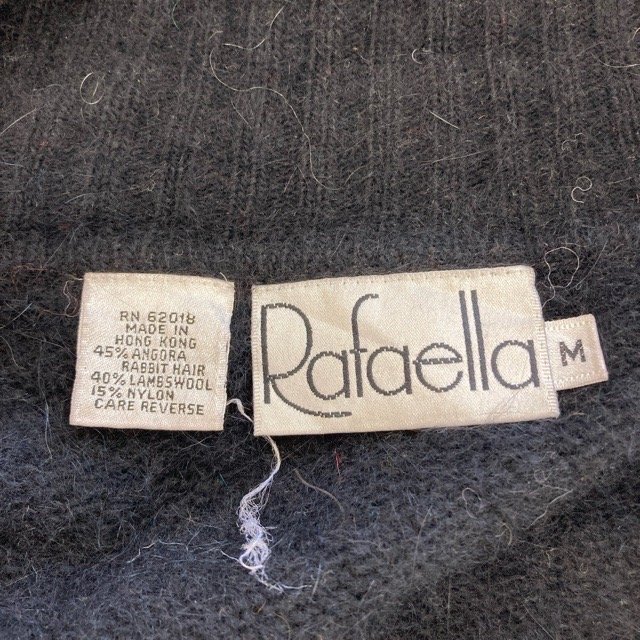 RN 62018
MADE IN
HONG KONG
45% ANGORA
RABBIT HAIR
40% LAMBSWOOL
15% NYLON
CARE REVERSE
Rafaella
M